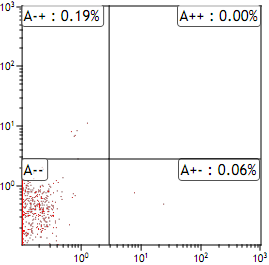 10³
A-+ : 0.19%
A++ : 0.00%
10²
10¹
A--
A+- : 0.06%
10⁰
10⁰ 10¹ 10² 10³